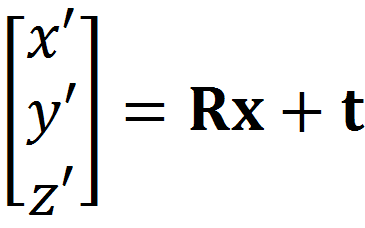 [x′
y′
z′] = Rx + t